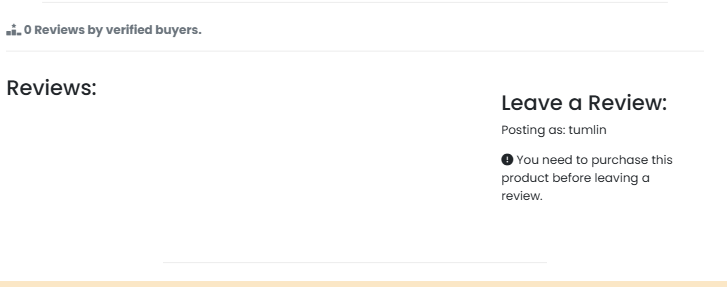 0 Reviews by verified buyers.
Reviews:
Leave a Review:
Posting as: tumlin
You need to purchase this
product before leaving a
review.